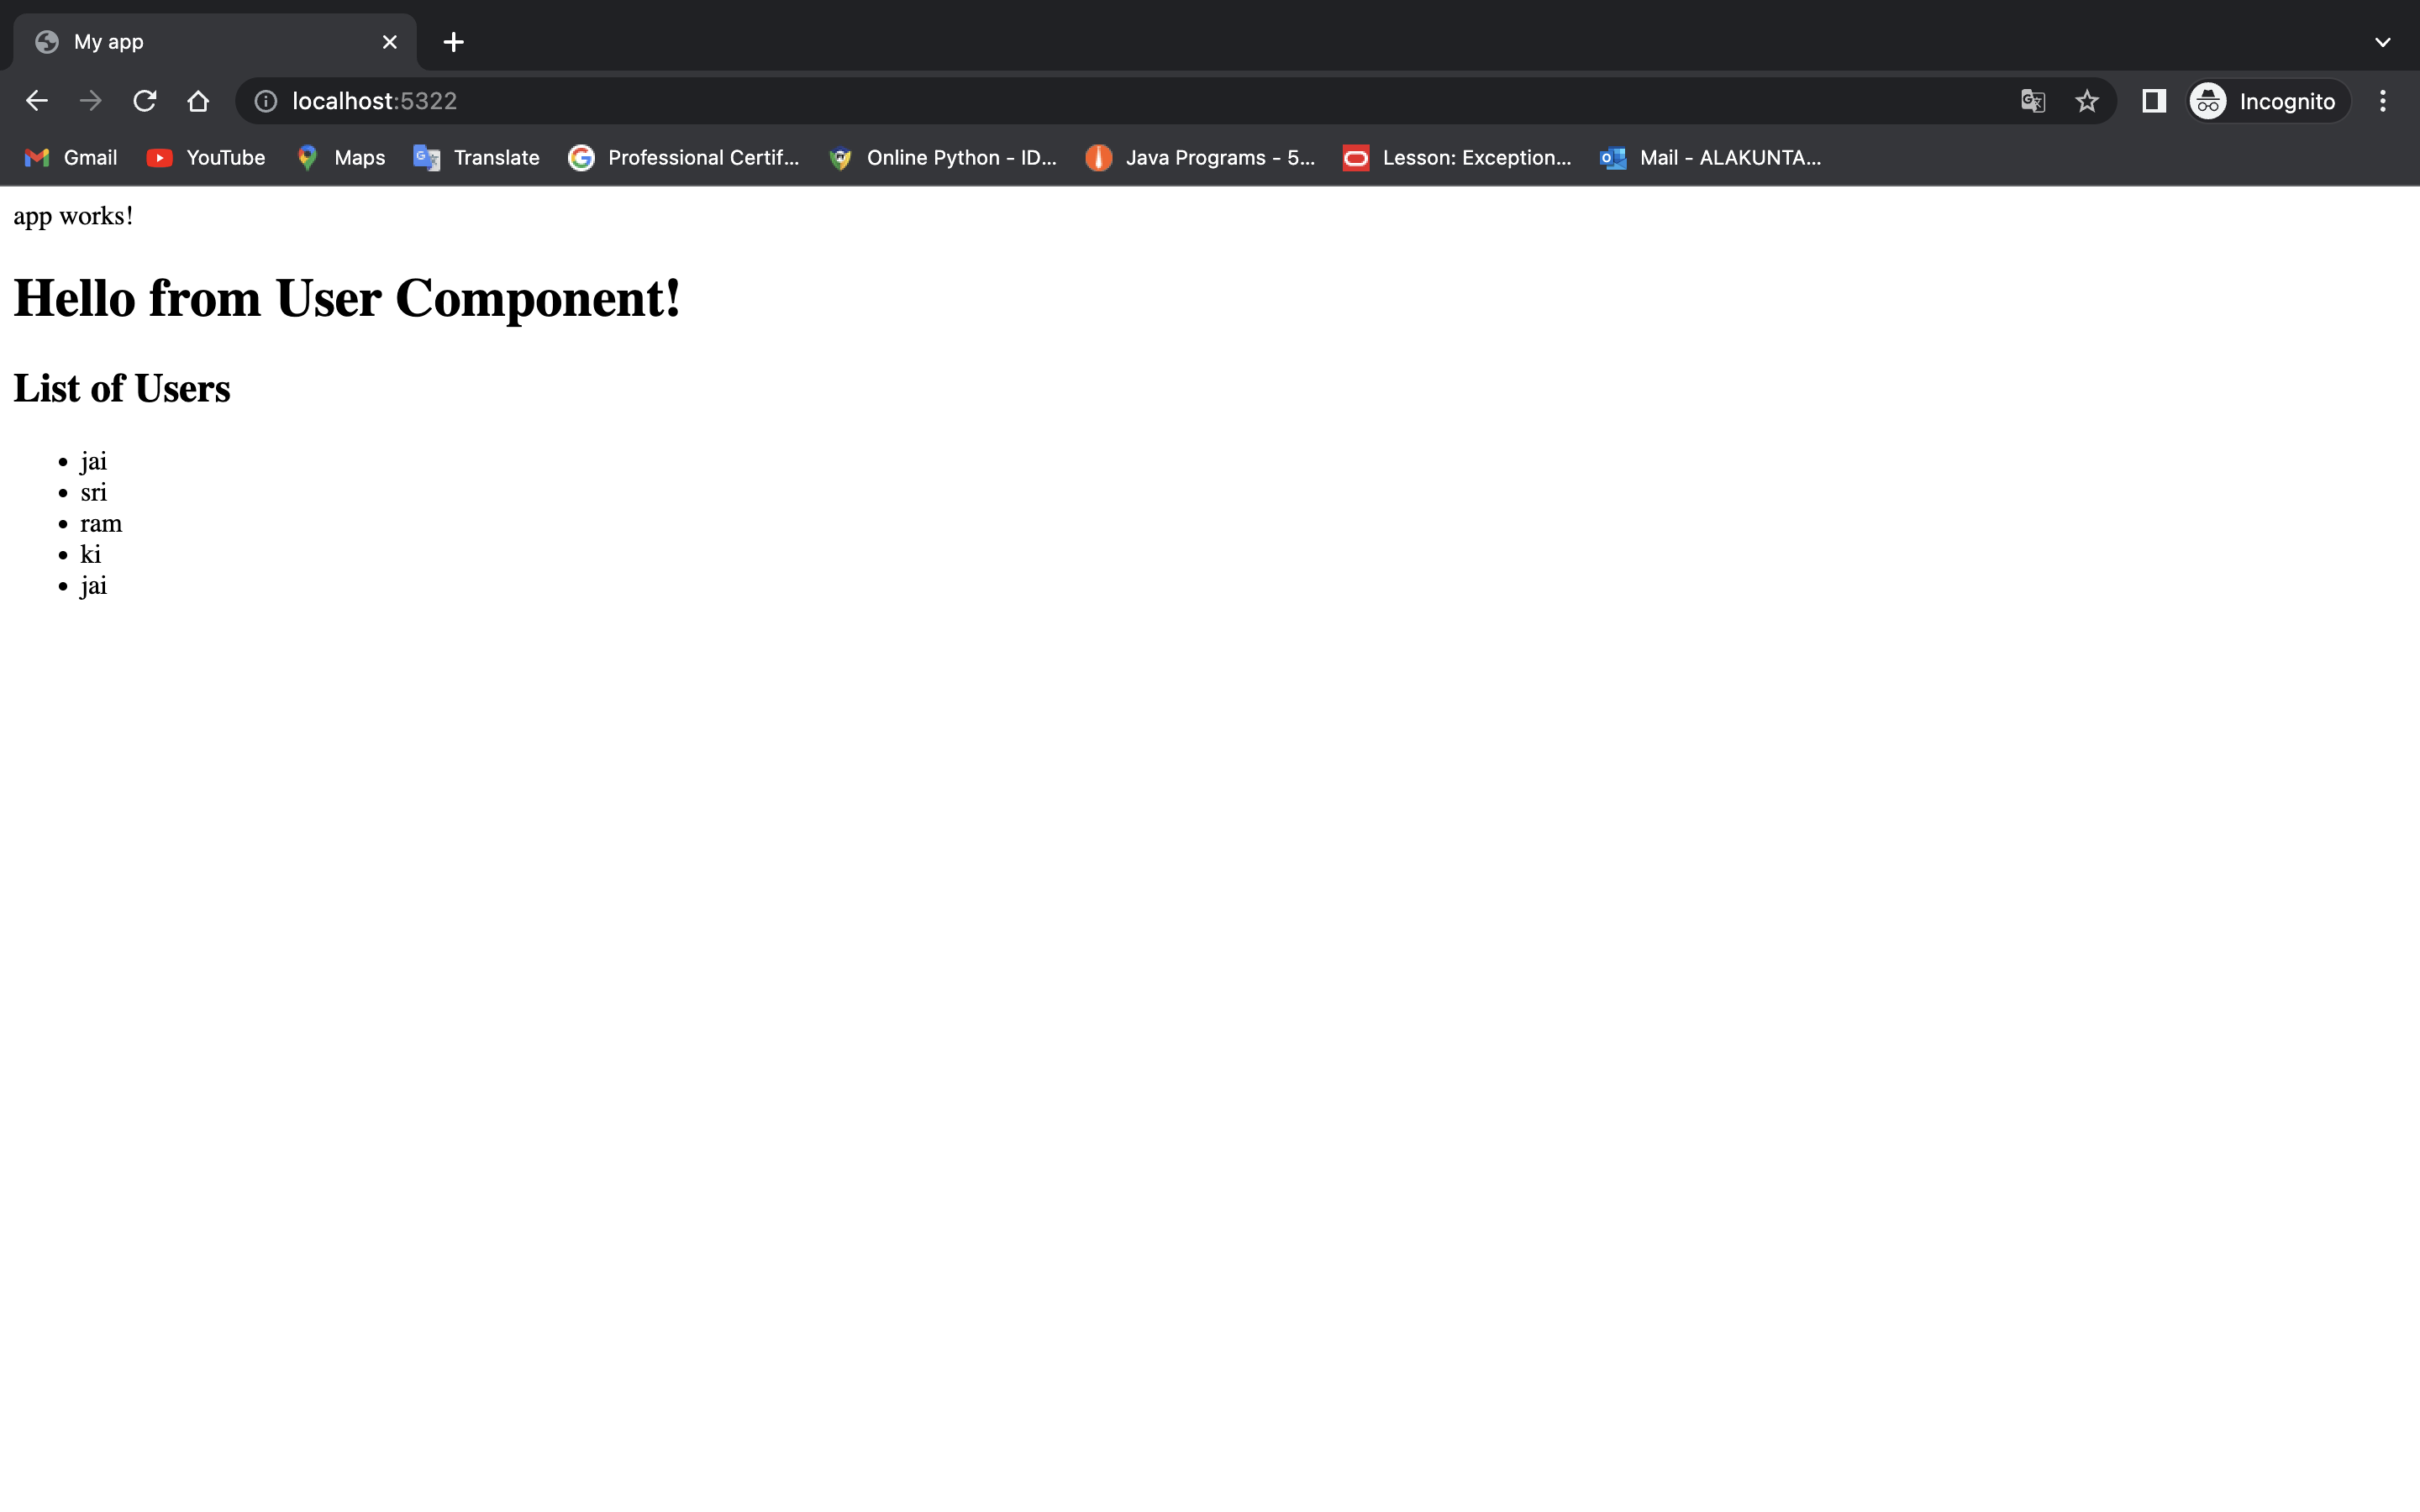 My app
localhost:5322
Incognito
Gmail YouTube Maps Translate Professional Certif... Online Python - ID... Java Programs - 5... Lesson: Exception... Mail - ALAKUNTA...
app works!
Hello from User Component!
List of Users
jai
sri
ram
ki
jai